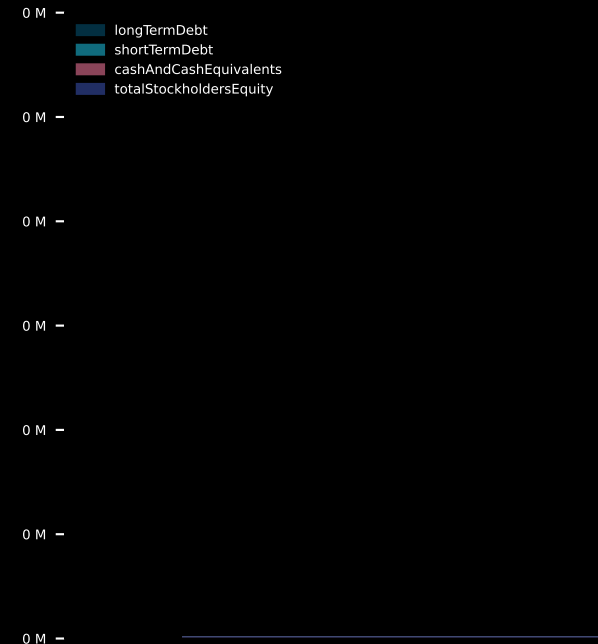 0 M
longTermDebt
shortTermDebt
cashAndCashEquivalents
totalStockholdersEquity
0 M
0 M
0 M
0 M
0 M
0 M